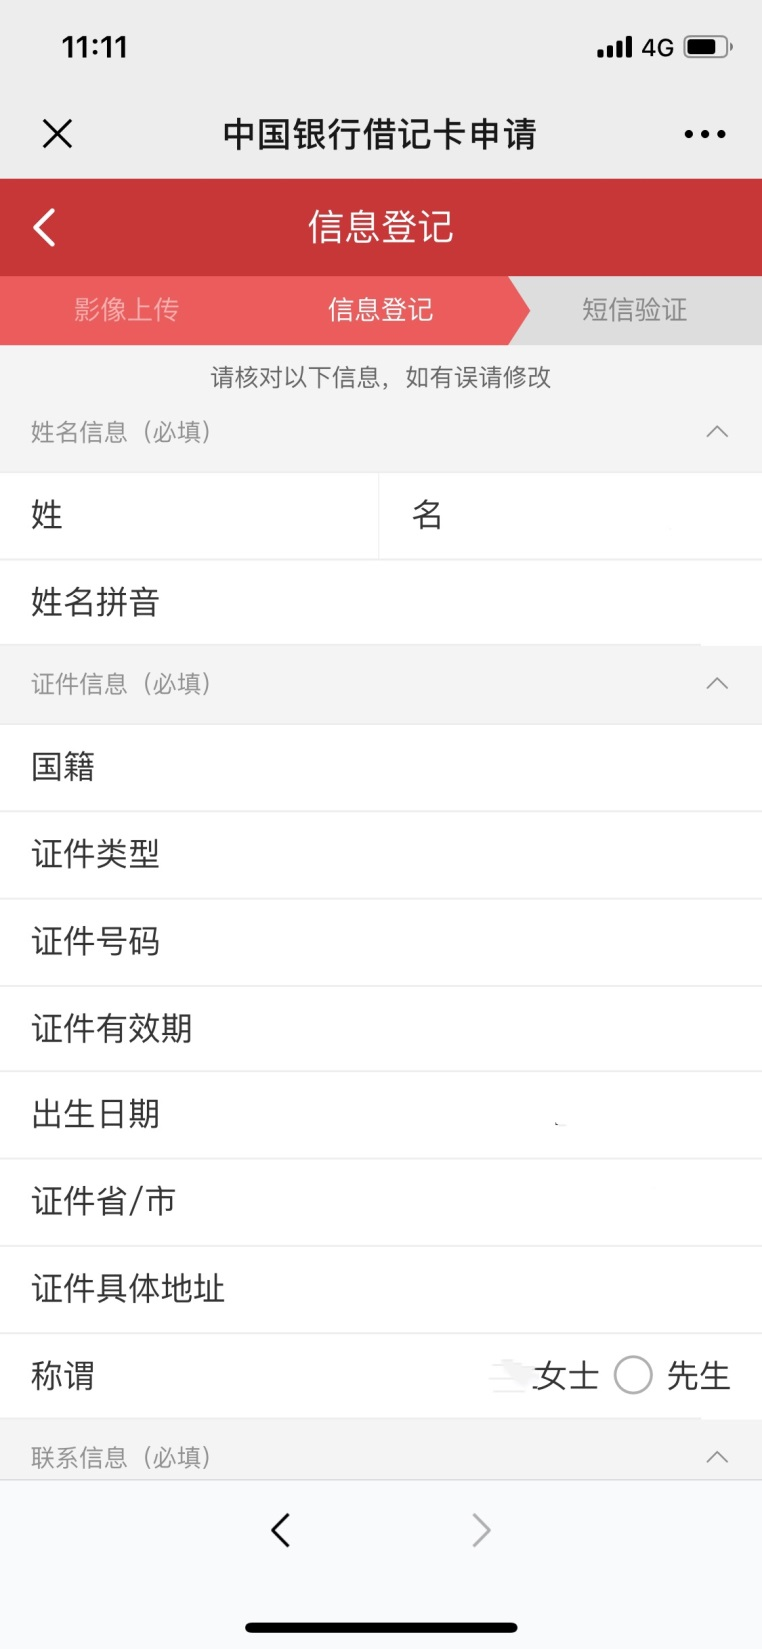 11:11 4G
中国银行借记卡申请
信息登记
影像上传 信息登记 短信验证
请核对以下信息，如有误请修改
姓名信息（必填）
姓 名
姓名拼音
证件信息（必填）
国籍
证件类型
证件号码
证件有效期
出生日期
证件省/市
证件具体地址
称谓 女士 先生
联系信息（必填）